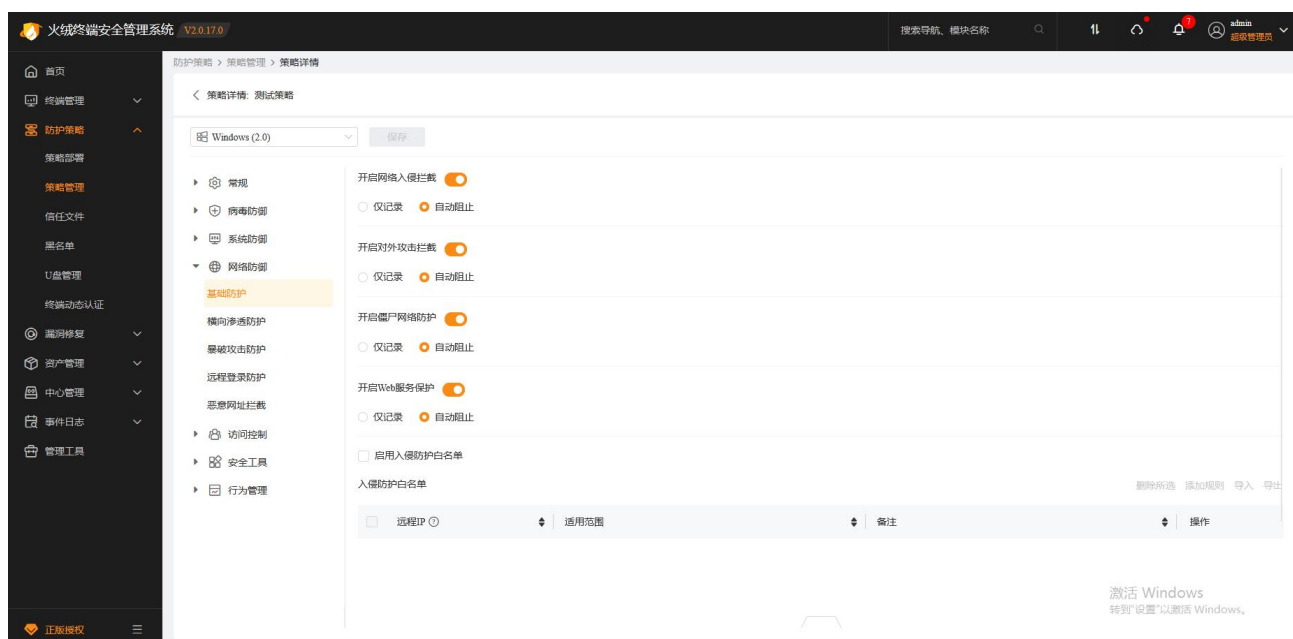 火绒终端安全管理系统 V2.0.17.0
搜索导航、模块名称
7
admin
超级管理员
首页
终端管理
防护策略
策略部署
策略管理
信任文件
黑名单
U盘管理
终端动态认证
漏洞修复
资产管理
中心管理
事件日志
管理工具
正版授权
防护策略 > 策略管理 > 策略详情
策略详情: 测试策略
Windows (2.0)
保存
常规
病毒防御
系统防御
网络防御
基础防护
横向渗透防护
暴破攻击防护
远程登录防护
恶意网址拦截
访问控制
安全工具
行为管理
开启网络入侵拦截
仅记录 自动阻止
开启对外攻击拦截
仅记录 自动阻止
开启僵尸网络防护
仅记录 自动阻止
开启Web服务保护
仅记录 自动阻止
启用入侵防护白名单
入侵防护白名单
删除所选 添加规则 导入 导出
远程IP 适用范围 备注 操作
激活 Windows
转到"设置"以激活 Windows。